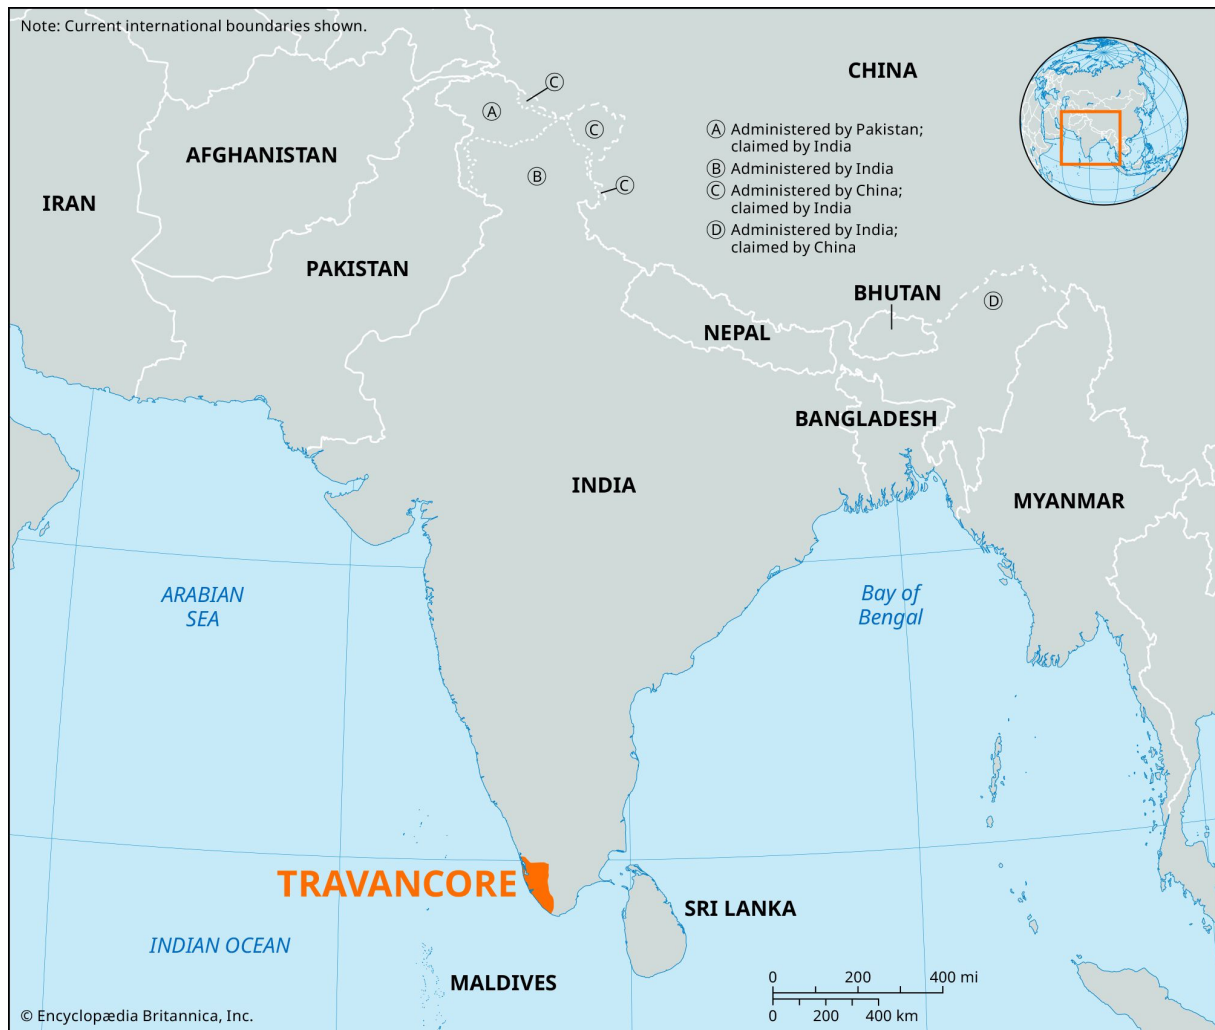 Note: Current international boundaries shown.
CHINA
Ⓒ
Ⓐ
Ⓒ
Ⓐ Administered by Pakistan;
claimed by India
AFGHANISTAN
Ⓑ
Ⓑ Administered by India
Ⓒ
Ⓒ Administered by China;
claimed by India
IRAN
Ⓓ Administered by India;
claimed by China
PAKISTAN
BHUTAN
Ⓓ
NEPAL
BANGLADESH
INDIA
MYANMAR
ARABIAN
SEA
Bay of
Bengal
TRAVANCORE
SRI LANKA
INDIAN OCEAN
MALDIVES
0 200 400 mi
0 200 400 km
© Encyclopædia Britannica, Inc.